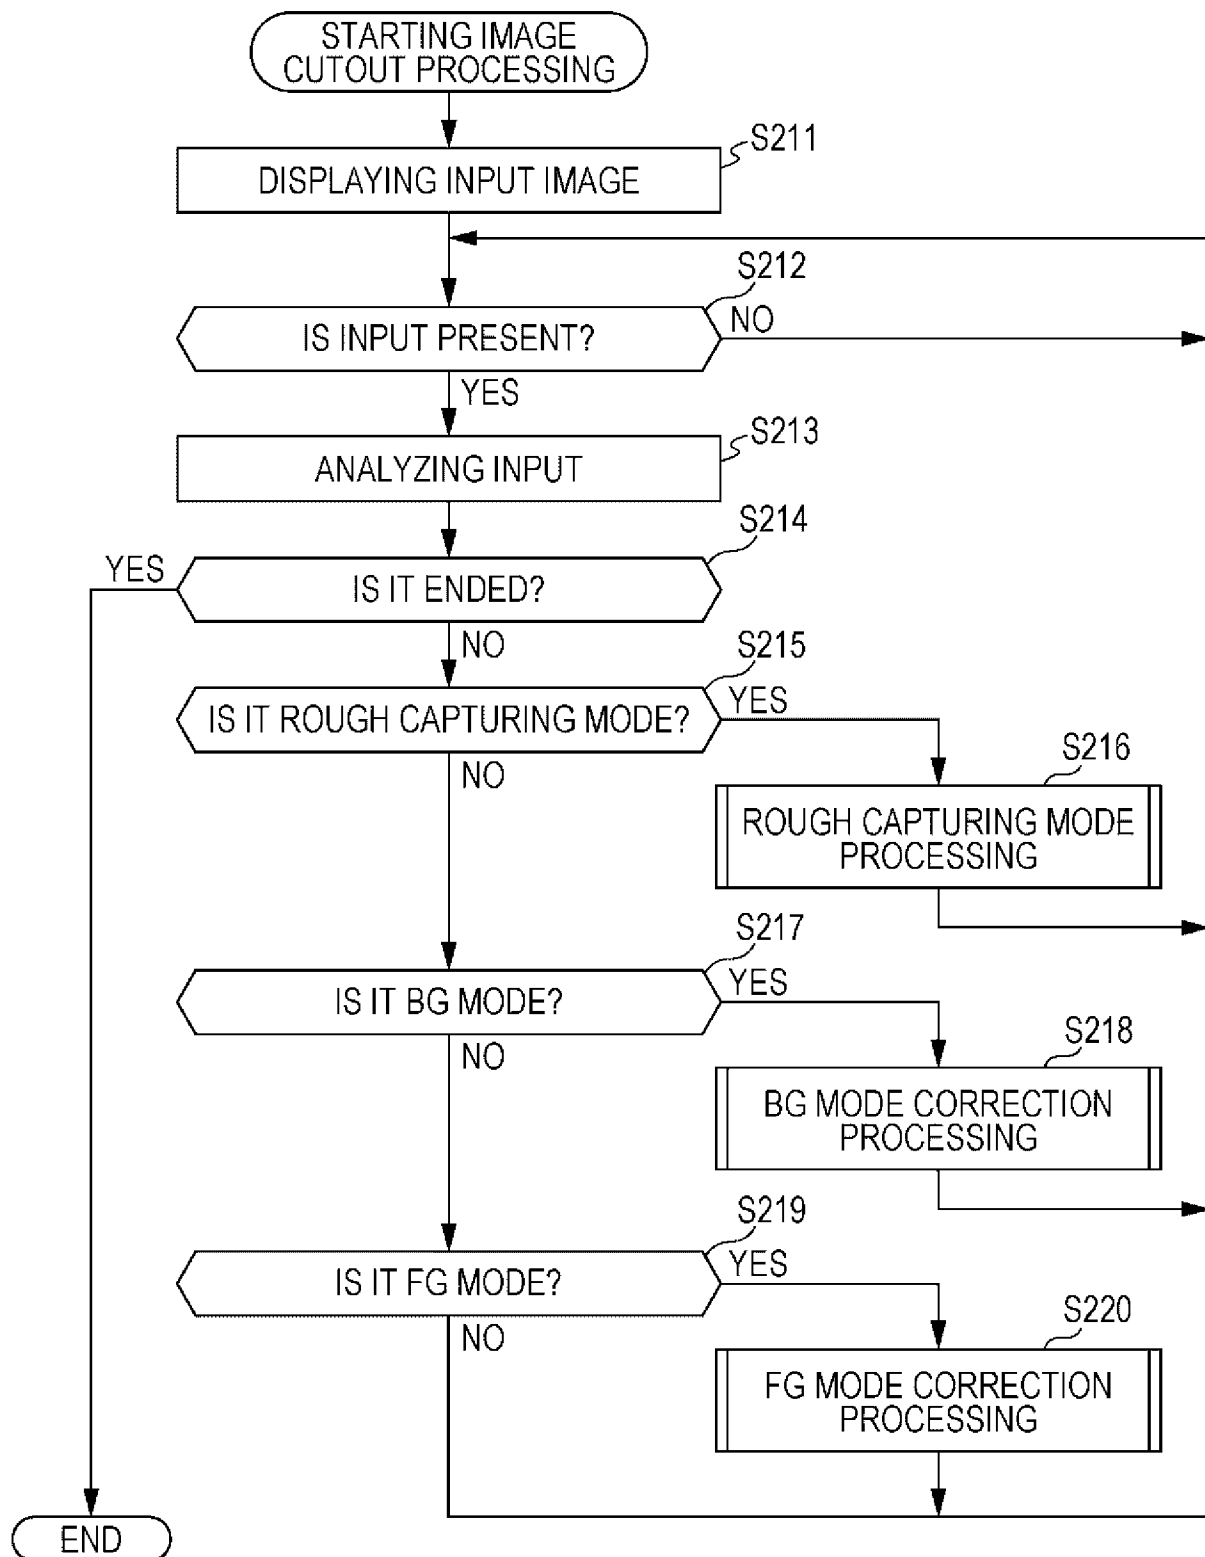 STARTING IMAGE
CUTOUT PROCESSING
S211
DISPLAYING INPUT IMAGE
S212
IS INPUT PRESENT?
NO
YES
S213
ANALYZING INPUT
S214
YES
IS IT ENDED?
NO
S215
IS IT ROUGH CAPTURING MODE?
YES
NO
S216
ROUGH CAPTURING MODE
PROCESSING
S217
IS IT BG MODE?
YES
NO
S218
BG MODE CORRECTION
PROCESSING
S219
IS IT FG MODE?
YES
NO
S220
FG MODE CORRECTION
PROCESSING
END